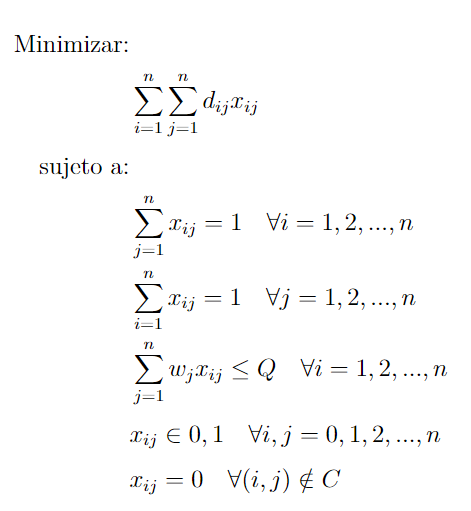 Minimizar:
\sum_{i=1}^{n} \sum_{j=1}^{n} d_{ij} x_{ij}
sujeto a:
\sum_{j=1}^{n} x_{ij} = 1 \quad \forall i = 1, 2, ..., n
\sum_{i=1}^{n} x_{ij} = 1 \quad \forall j = 1, 2, ..., n
\sum_{j=1}^{n} w_j x_{ij} \leq Q \quad \forall i = 1, 2, ..., n
x_{ij} \in 0, 1 \quad \forall i, j = 0, 1, 2, ..., n
x_{ij} = 0 \quad \forall (i, j) \notin C